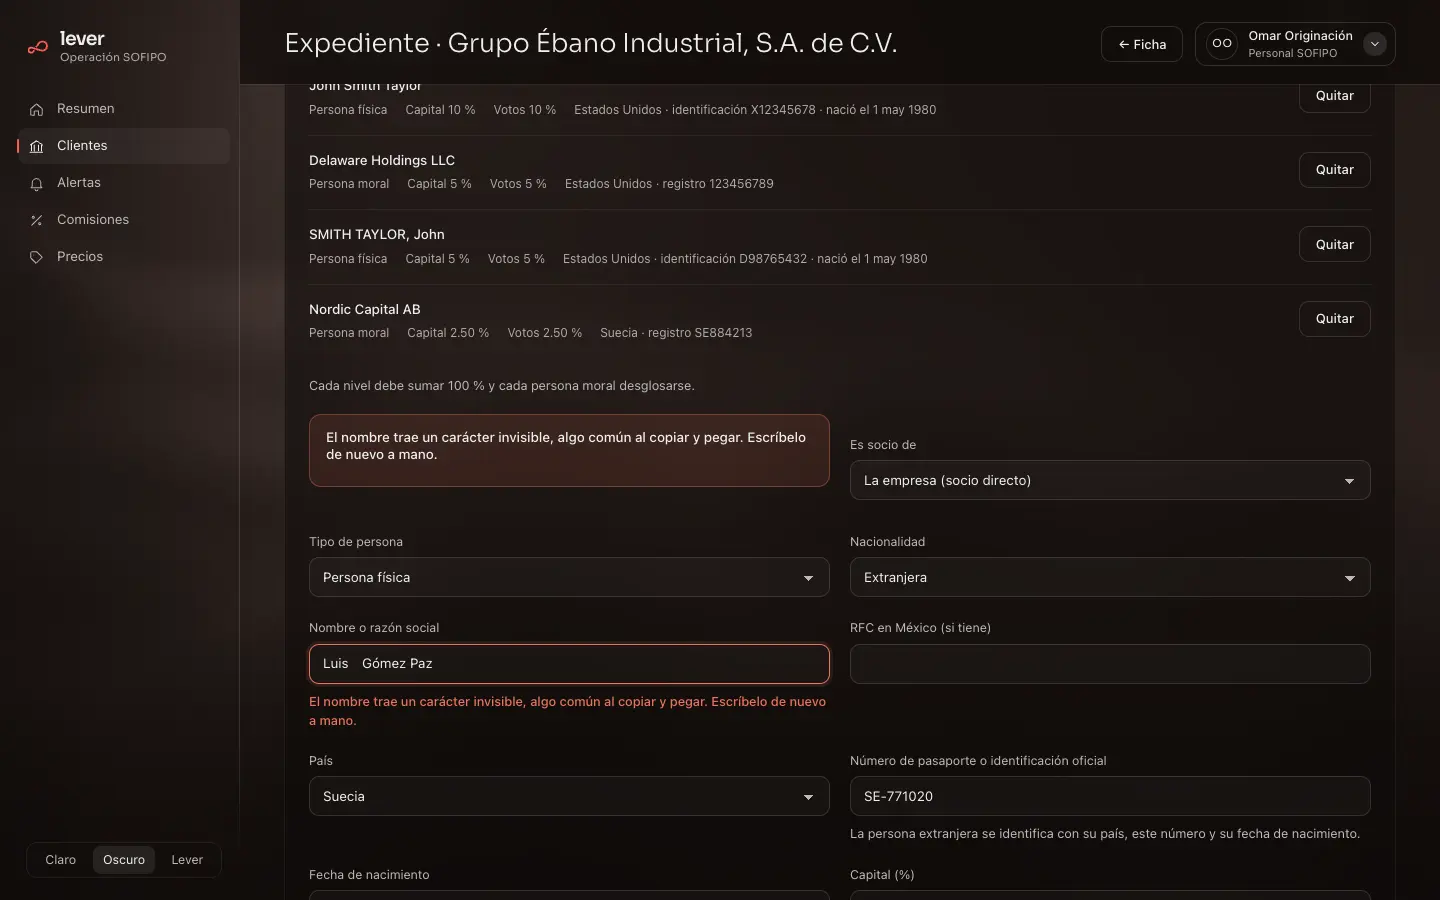 lever
Operación SOFIPO
Resumen
Clientes
Alertas
Comisiones
Precios
Claro
Oscuro
Lever
Expediente · Grupo Ébano Industrial, S.A. de C.V.
← Ficha
OO
Omar Originación
Personal SOFIPO
John Smith Taylor
Persona física Capital 10 % Votos 10 % Estados Unidos · identificación X12345678 · nació el 1 may 1980
Quitar
Delaware Holdings LLC
Persona moral Capital 5 % Votos 5 % Estados Unidos · registro 123456789
Quitar
SMITH TAYLOR, John
Persona física Capital 5 % Votos 5 % Estados Unidos · identificación D98765432 · nació el 1 may 1980
Quitar
Nordic Capital AB
Persona moral Capital 2.50 % Votos 2.50 % Suecia · registro SE884213
Quitar
Cada nivel debe sumar 100 % y cada persona moral desglosarse.
El nombre trae un carácter invisible, algo común al copiar y pegar. Escríbelo
de nuevo a mano.
Es socio de
La empresa (socio directo)
Tipo de persona
Persona física
Nacionalidad
Extranjera
Nombre o razón social
Luis Gómez Paz
El nombre trae un carácter invisible, algo común al copiar y pegar. Escríbelo de nuevo
a mano.
RFC en México (si tiene)
País
Suecia
Número de pasaporte o identificación oficial
SE-771020
La persona extranjera se identifica con su país, este número y su fecha de nacimiento.
Fecha de nacimiento
Capital (%)